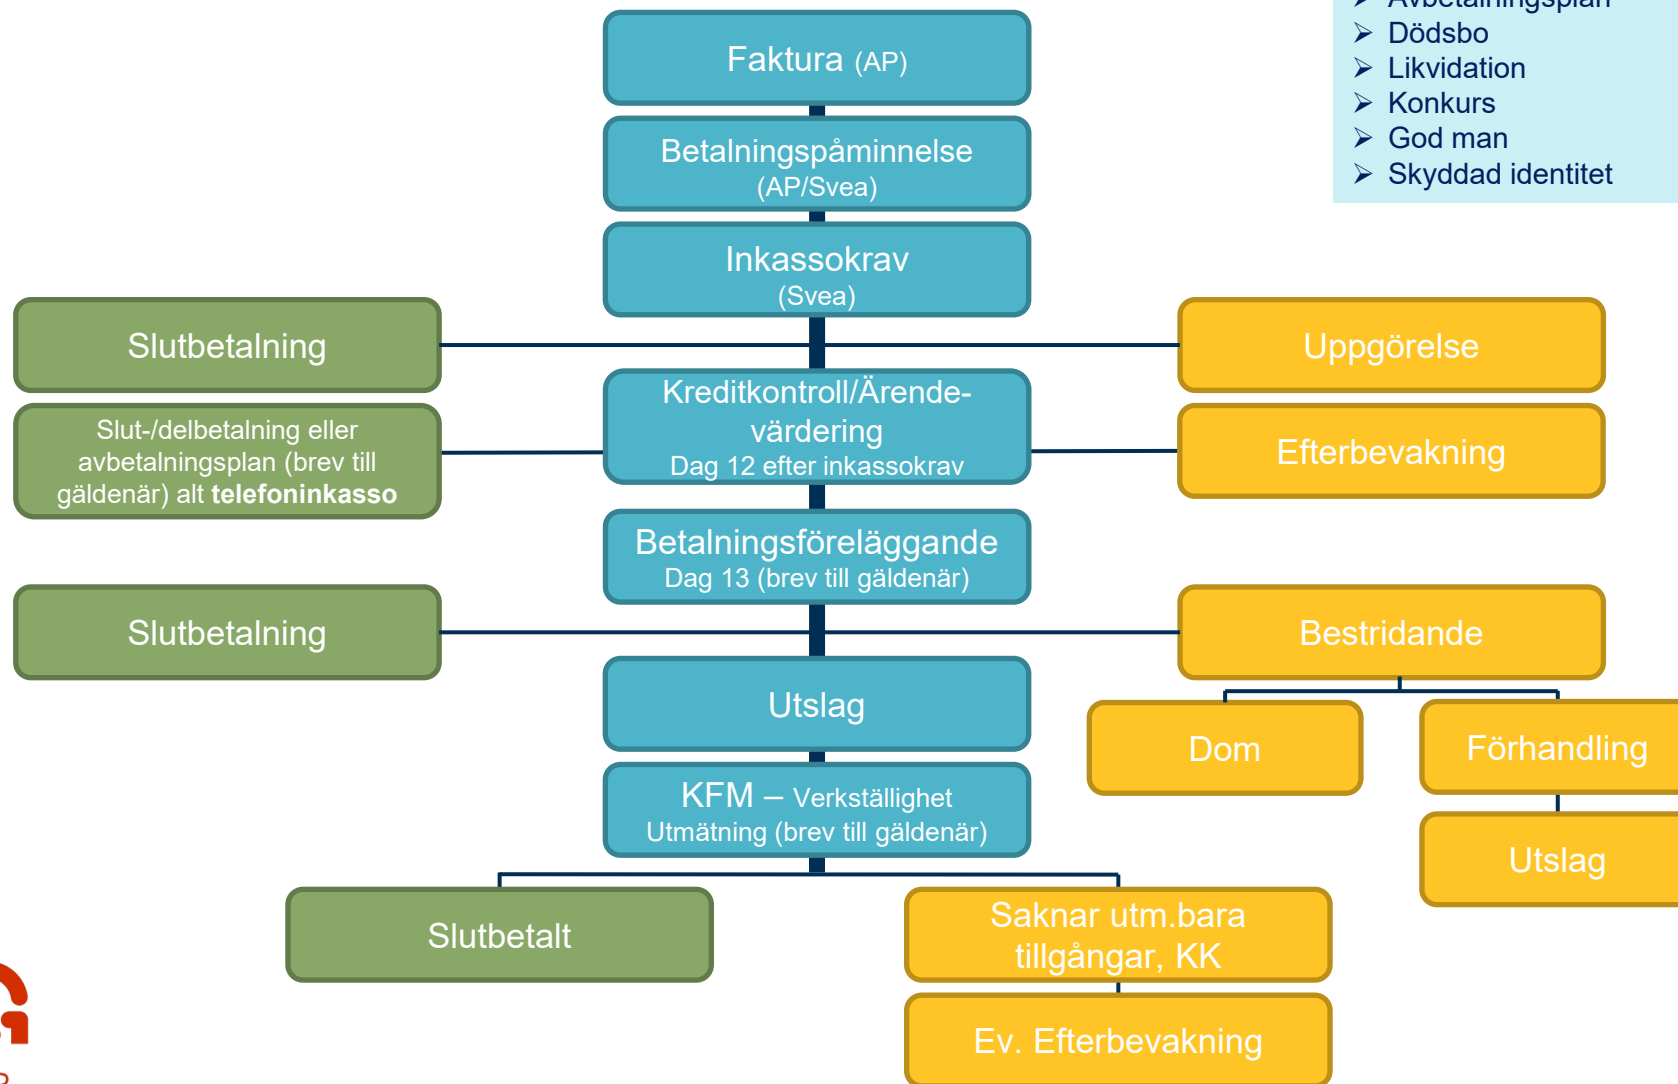 Avbetalningsplan
Dödsbo
Likvidation
Konkurs
God man
Skyddad identitet
Faktura (AP)
Betalningspåminnelse
(AP/Svea)
Inkassokrav
(Svea)
Slutbetalning
Uppgörelse
Kreditkontroll/Ärende-
värdering
Dag 12 efter inkassokrav
Slut-/delbetalning eller
avbetalningsplan (brev till
gäldenär) alt telefoninkasso
Efterbevakning
Betalningsföreläggande
Dag 13 (brev till gäldenär)
Slutbetalning
Bestridande
Utslag
Dom
Förhandling
KFM – Verkställighet
Utmätning (brev till gäldenär)
Utslag
Slutbetalt
Saknar utm.bara
tillgångar, KK
Ev. Efterbevakning